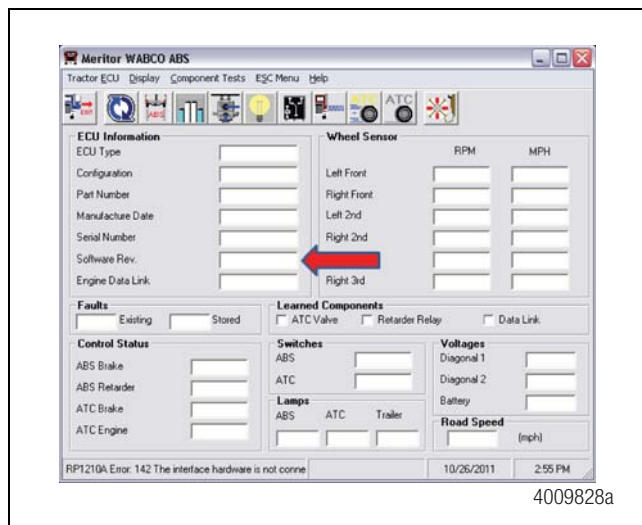 Meritor WABCO ABS
Tractor ECU Display Component Tests ESC Menu Help
EXIT ABS ATC ATC
ECU Information
ECU Type
Configuration
Part Number
Manufacture Date
Serial Number
Software Rev.
Engine Data Link
Wheel Sensor
RPM MPH
Left Front
Right Front
Left 2nd
Right 2nd
Right 3rd
Faults
Existing Stored
Learned Components
ATC Valve Retarder Relay Data Link
Control Status
ABS Brake
ABS Retarder
ATC Brake
ATC Engine
Switches
ABS
ATC
Lamps
ABS ATC Trailer
Voltages
Diagonal 1
Diagonal 2
Battery
Road Speed
(mph)
RP1210A Error: 142 The interface hardware is not conne 10/26/2011 2:55 PM
4009828a